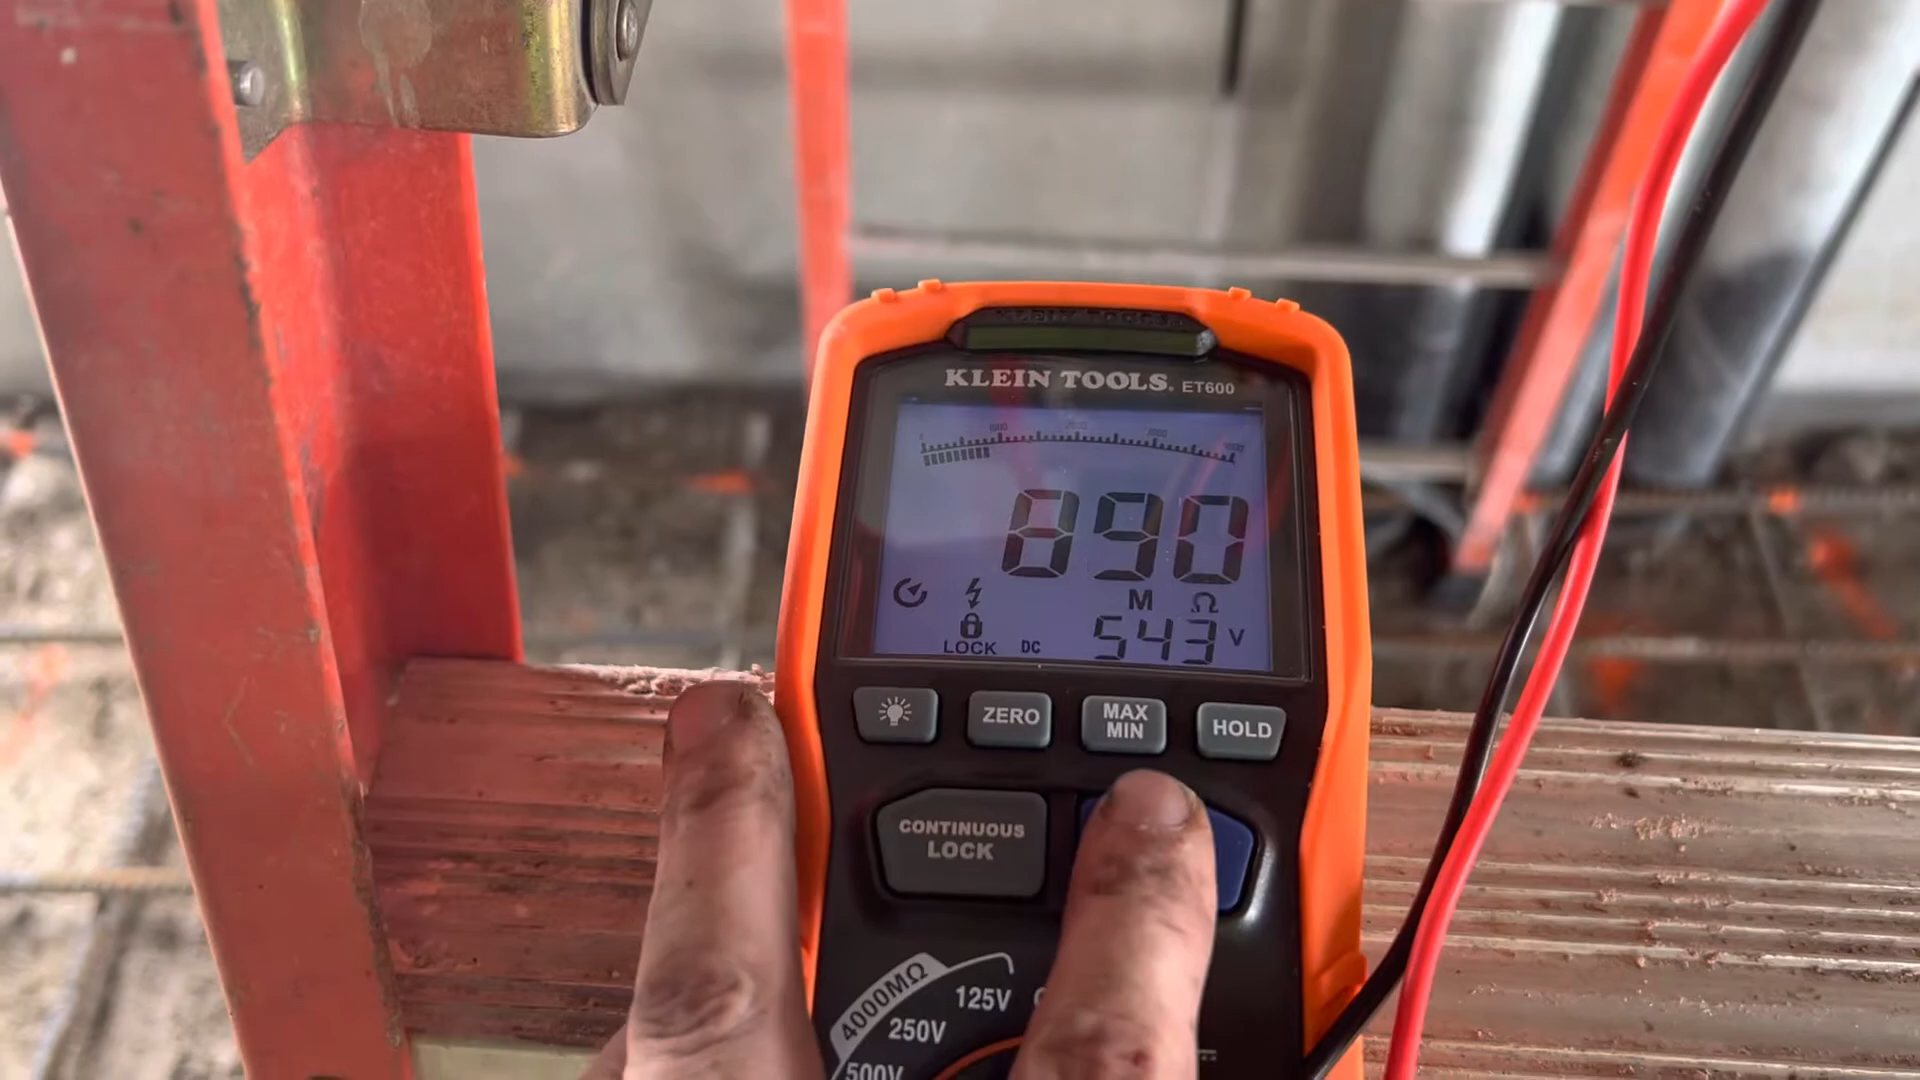 KLEIN TOOLS® ET600
890
M Ω
543 V
LOCK DC
ZERO
MAX
MIN
HOLD
CONTINUOUS
LOCK
4000MΩ
125V
250V
500V